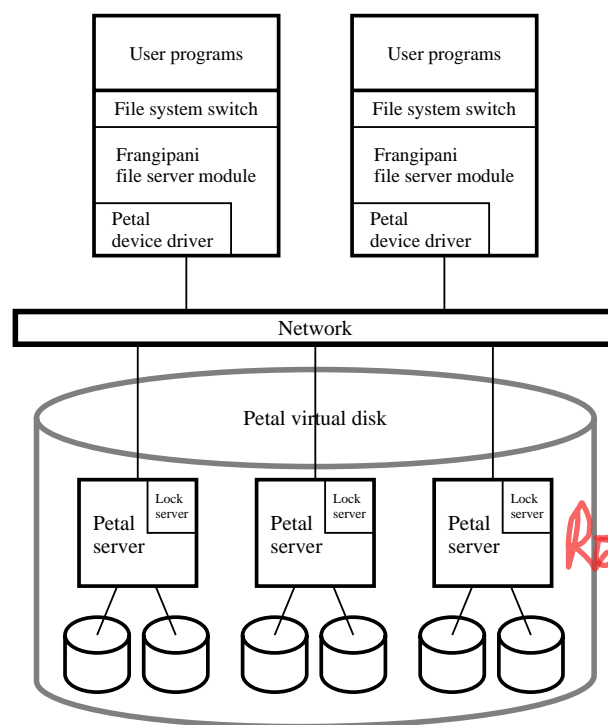 User programs
User programs
File system switch
File system switch
Frangipani
file server module
Frangipani
file server module
Petal
device driver
Petal
device driver
Network
Petal virtual disk
Lock
server
Petal
server
Lock
server
Petal
server
Lock
server
Petal
server